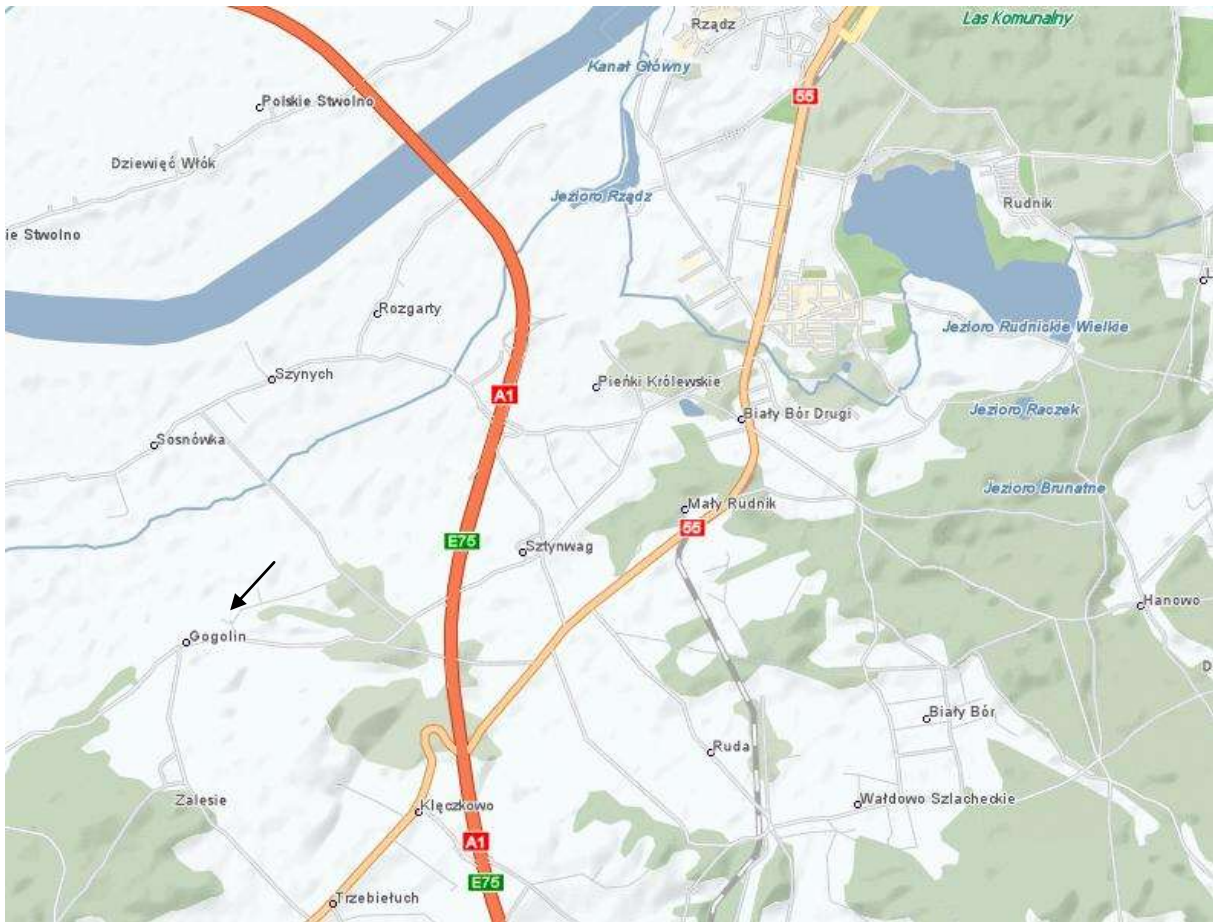 Las Komunalny
Rządz
Kanał Główny
55
Polskie Stwolno
Dziewięć Włók
Jezioro Rządz
Rudnik
ie Stwolno
L
Rozgarty
Jezioro Rudnickie Wielkie
Szynych
Pieńki Królewskie
A1
Biały Bór Drugi
Jezioro Raczek
Sosnówka
Jezioro Brunatne
Mały Rudnik
55
E75
Sztynwag
Hanowo
Gogolin
D
Biały Bór
Ruda
Zalesie
Klęczkowo
Wałdowo Szlacheckie
A1
E75
Trzebiełuch